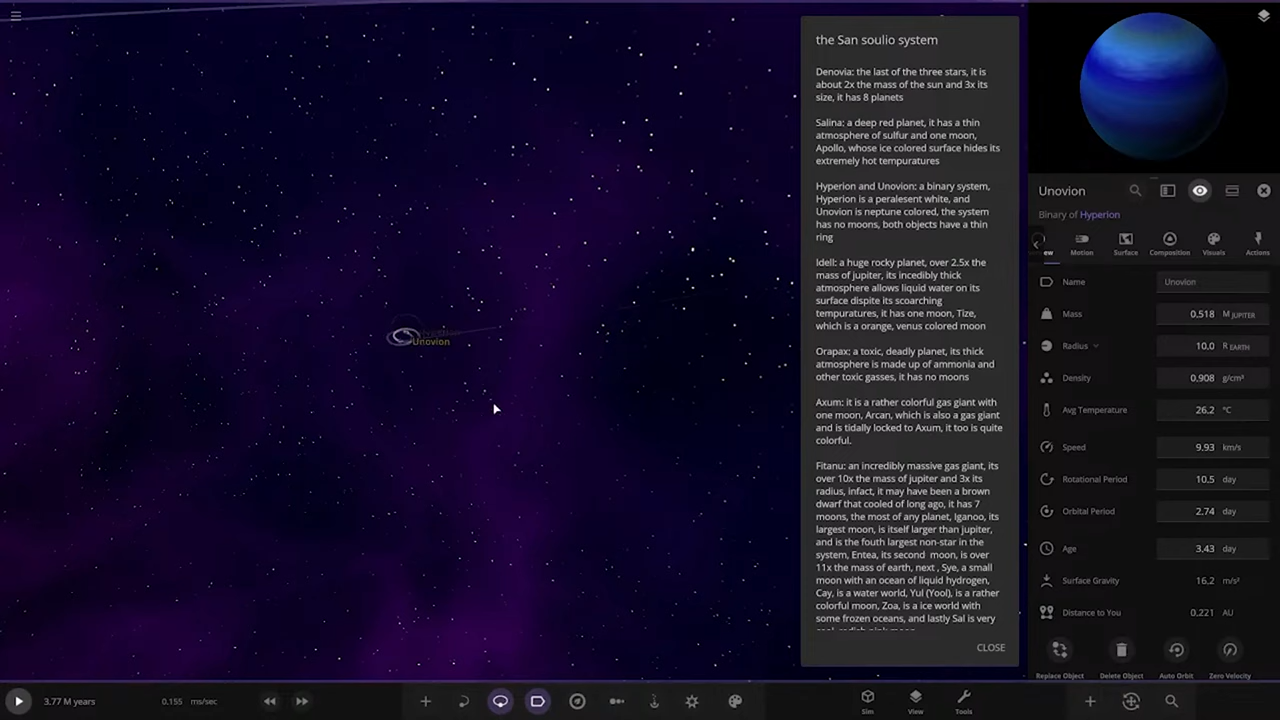 the San soulio system
Denovia: the last of the three stars, it is
about 2x the mass of the sun and 3x its
size, it has 8 planets
Salina: a deep red planet, it has a thin
atmosphere of sulfur and one moon,
Apollo, whose ice colored surface hides its
extremely hot tempuratures
Hyperion and Unovion: a binary system,
Hyperion is a peralesent white, and
Unovion is neptune colored, the system
has no moons, both objects have a thin
ring
Idell: a huge rocky planet, over 2.5x the
mass of jupiter, its incedibly thick
atmosphere allows liquid water on its
surface dispite its scoarching
tempuratures, it has one moon, Tize,
which is a orange, venus colored moon
Orapax: a toxic, deadly planet, its thick
atmosphere is made up of ammonia and
other toxic gasses, it has no moons
Axum: it is a rather colorful gas giant with
one moon, Arcan, which is also a gas giant
and is tidally locked to Axum, it too is quite
colorful.
Fitanu: an incredibly massive gas giant, its
over 10x the mass of jupiter and 3x its
radius, infact, it may have been a brown
dwarf that cooled of long ago, it has 7
moons, the most of any planet, Iganoo, its
largest moon, is itself larger than jupiter,
and is the fouth largest non-star in the
system, Entea, its second moon, is over
11x the mass of earth, next , Sye, a small
moon with an ocean of liquid hydrogen,
Cay, is a water world, Yul (Yool), is a rather
colorful moon, Zoa, is a ice world with
some frozen oceans, and lastly Sal is very
CLOSE
Hyperion
Unovion
Unovion
Binary of Hyperion
ew Motion Surface Composition Visuals Actions
Name Unovion
Mass 0.518 M JUPITER
Radius 10.0 R EARTH
Density 0.908 g/cm³
Avg Temperature 26.2 °C
Speed 9.93 km/s
Rotational Period 10.5 day
Orbital Period 2.74 day
Age 3.43 day
Surface Gravity 16.2 m/s²
Distance to You 0.221 AU
Replace Object Delete Object Auto Orbit Zero Velocity
3.77 M years 0.155 ms/sec Sim View Tools